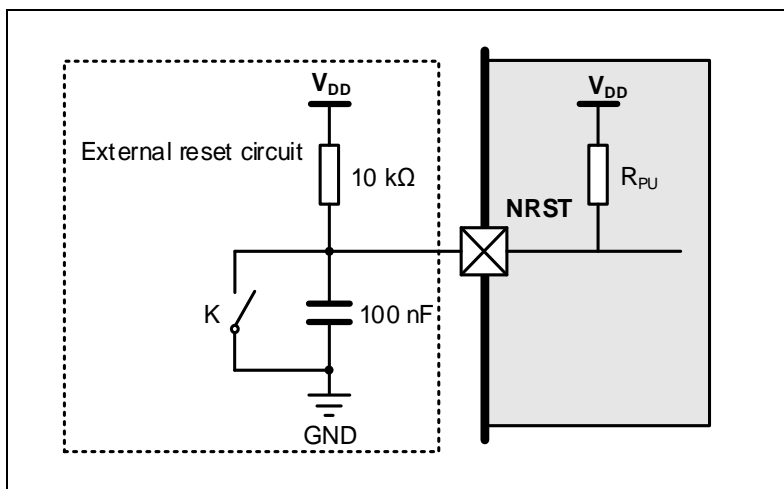 V_DD
External reset circuit
10 kΩ
K
100 nF
GND
V_DD
R_PU
NRST